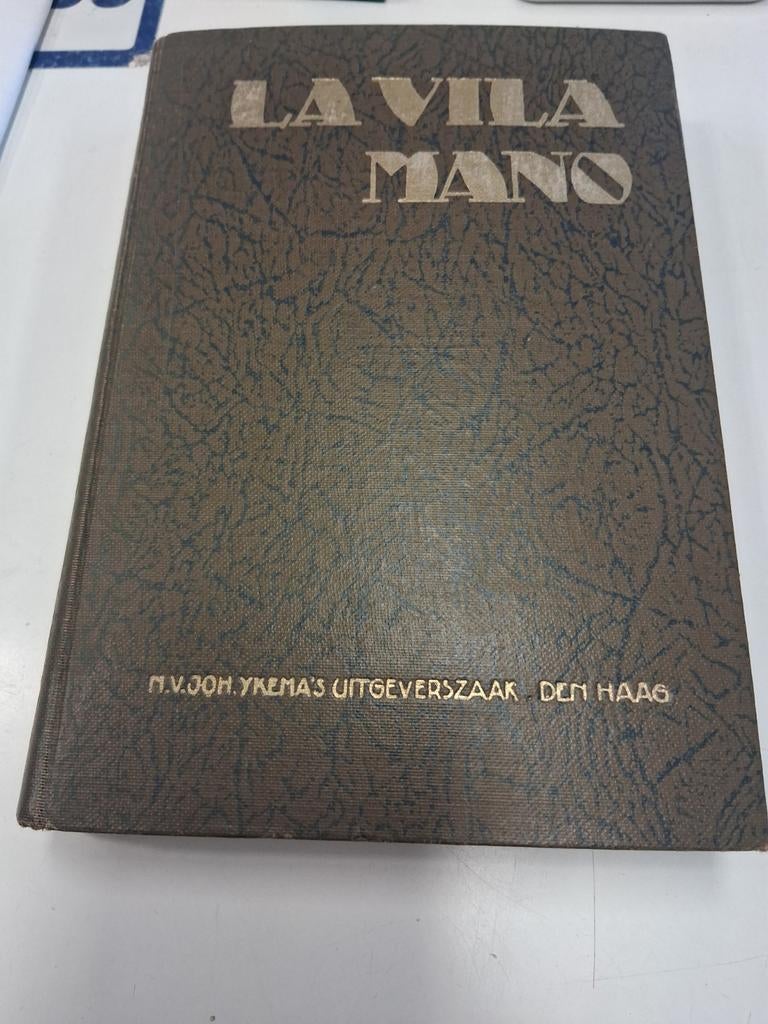 LA VILA
MANO
N.V. JOH. YKEMA'S UITGEVERSZAAK . DEN HAAG